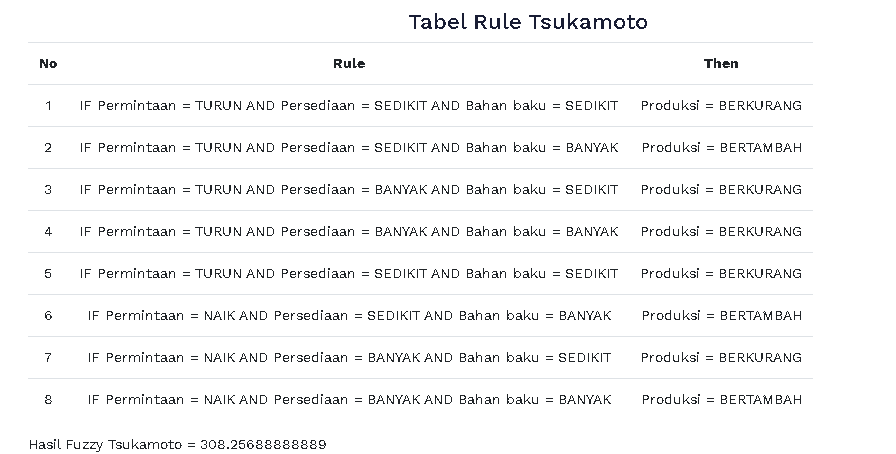 Tabel Rule Tsukamoto
No Rule Then
1 IF Permintaan = TURUN AND Persediaan = SEDIKIT AND Bahan baku = SEDIKIT Produksi = BERKURANG
2 IF Permintaan = TURUN AND Persediaan = SEDIKIT AND Bahan baku = BANYAK Produksi = BERTAMBAH
3 IF Permintaan = TURUN AND Persediaan = BANYAK AND Bahan baku = SEDIKIT Produksi = BERKURANG
4 IF Permintaan = TURUN AND Persediaan = BANYAK AND Bahan baku = BANYAK Produksi = BERKURANG
5 IF Permintaan = TURUN AND Persediaan = SEDIKIT AND Bahan baku = SEDIKIT Produksi = BERKURANG
6 IF Permintaan = NAIK AND Persediaan = SEDIKIT AND Bahan baku = BANYAK Produksi = BERTAMBAH
7 IF Permintaan = NAIK AND Persediaan = BANYAK AND Bahan baku = SEDIKIT Produksi = BERKURANG
8 IF Permintaan = NAIK AND Persediaan = BANYAK AND Bahan baku = BANYAK Produksi = BERTAMBAH
Hasil Fuzzy Tsukamoto = 308.25688888889